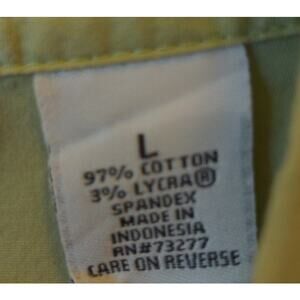 L
97% COTTON
3% LYCRA®
SPANDEX
MADE IN
INDONESIA
RN#73277
CARE ON REVERSE